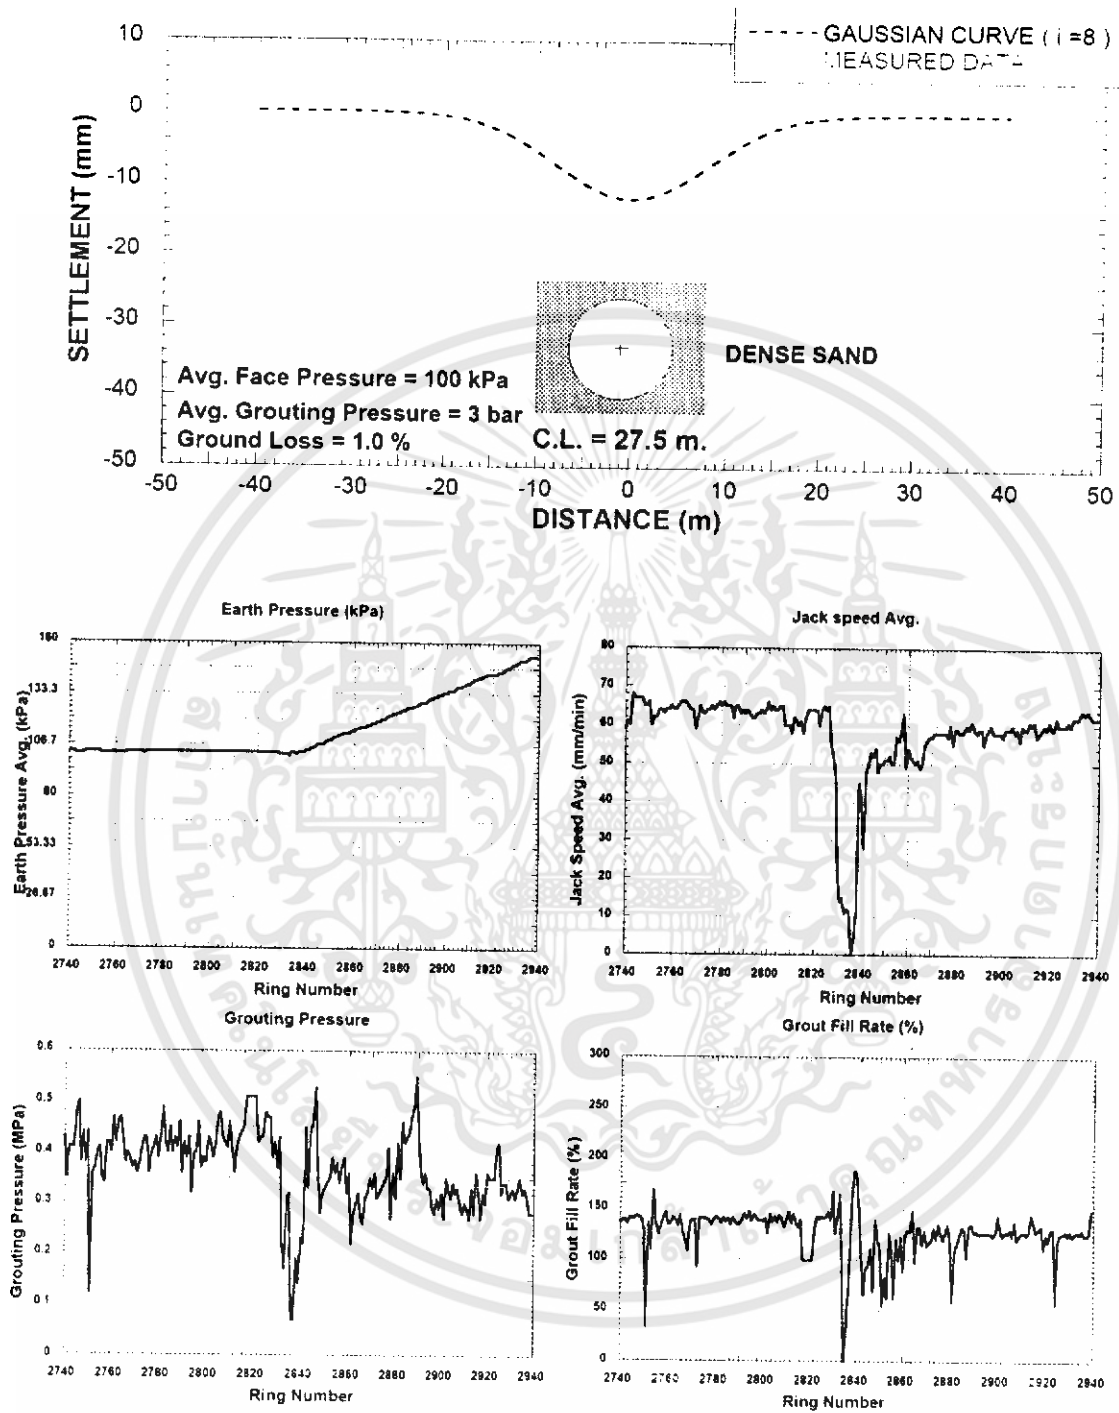 GAUSSIAN CURVE ( i =8 )
MEASURED DATA
10
0
-10
-20
-30
-40
-50
SETTLEMENT (mm)
DENSE SAND
Avg. Face Pressure = 100 kPa
Avg. Grouting Pressure = 3 bar
Ground Loss = 1.0 %
C.L. = 27.5 m.
-50 -40 -30 -20 -10 0 10 20 30 40 50
DISTANCE (m)
Earth Pressure (kPa)
160
133.3
106.7
80
53.33
26.67
0
Earth Pressure Avg. (kPa)
2740 2760 2780 2800 2820 2840 2860 2880 2900 2920 2940
Ring Number
Jack speed Avg.
80
70
60
50
40
30
20
10
0
Jack Speed Avg. (mm/min)
2740 2760 2780 2800 2820 2840 2860 2880 2900 2920 2940
Ring Number
Grouting Pressure
0.6
0.5
0.4
0.3
0.2
0.1
0
Grouting Pressure (MPa)
2740 2760 2780 2800 2820 2840 2860 2880 2900 2920 2940
Ring Number
Grout Fill Rate (%)
300
250
200
150
100
50
0
Grout Fill Rate (%)
2740 2760 2780 2800 2820 2840 2860 2880 2900 2920 2940
Ring Number